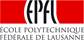 EPFL
ÉCOLE POLYTECHNIQUE
FÉDÉRALE DE LAUSANNE